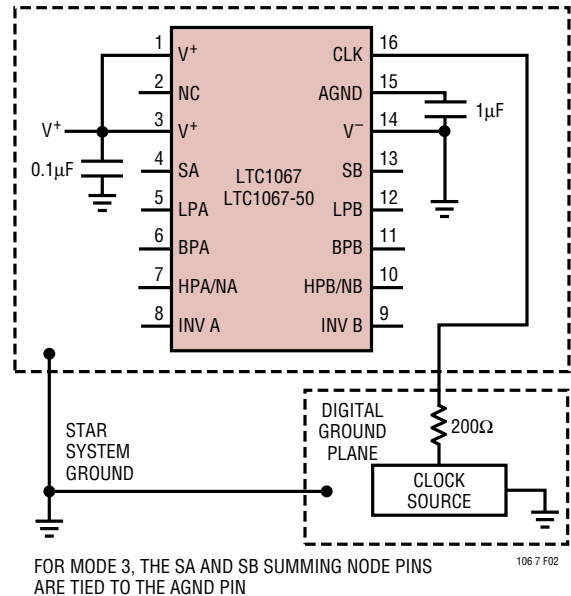 1
V+
16
CLK
2
NC
15
AGND
1µF
V+
3
V+
14
V−
0.1µF
4
SA
13
SB
LTC1067
LTC1067-50
5
LPA
12
LPB
6
BPA
11
BPB
7
HPA/NA
10
HPB/NB
8
INV A
9
INV B
STAR
SYSTEM
GROUND
DIGITAL
GROUND
PLANE
200Ω
CLOCK
SOURCE
FOR MODE 3, THE SA AND SB SUMMING NODE PINS
ARE TIED TO THE AGND PIN
106 7 F02